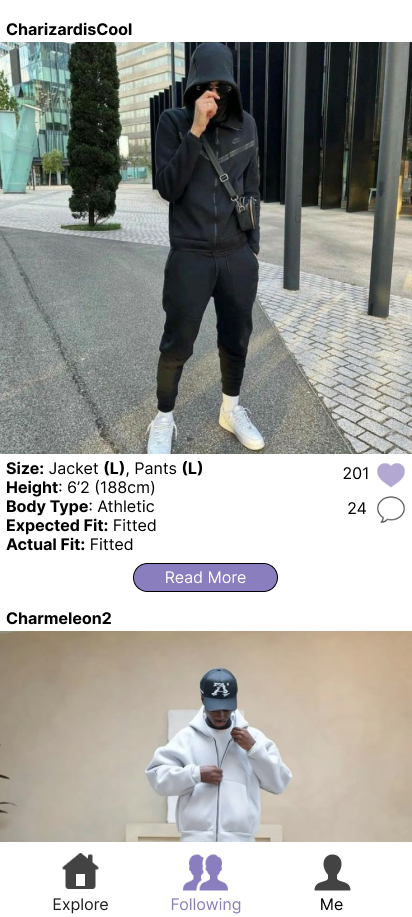 CharizardisCool
201
Size: Jacket (L), Pants (L)
Height: 6’2 (188cm)
24
Body Type: Athletic
Expected Fit: Fitted
Actual Fit: Fitted
Read More
Charmeleon2
A
Explore
Following
Me